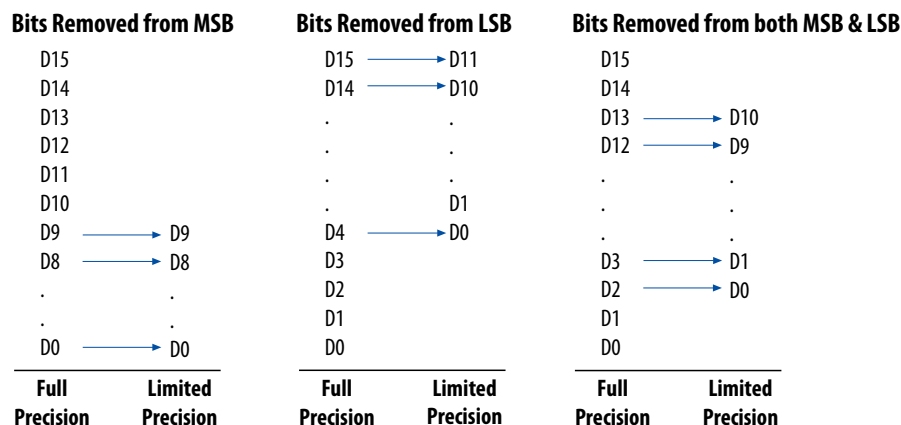 Bits Removed from MSB
D15
D14
D13
D12
D11
D10
D9 D9
D8 D8
. .
. .
D0 D0
Full Limited
Precision Precision
Bits Removed from LSB
D15 D11
D14 D10
. .
. .
. .
. D1
D4 D0
D3
D2
D1
D0
Full Limited
Precision Precision
Bits Removed from both MSB & LSB
D15
D14
D13 D10
D12 D9
. .
. .
. .
D3 D1
D2 D0
D1
D0
Full Limited
Precision Precision